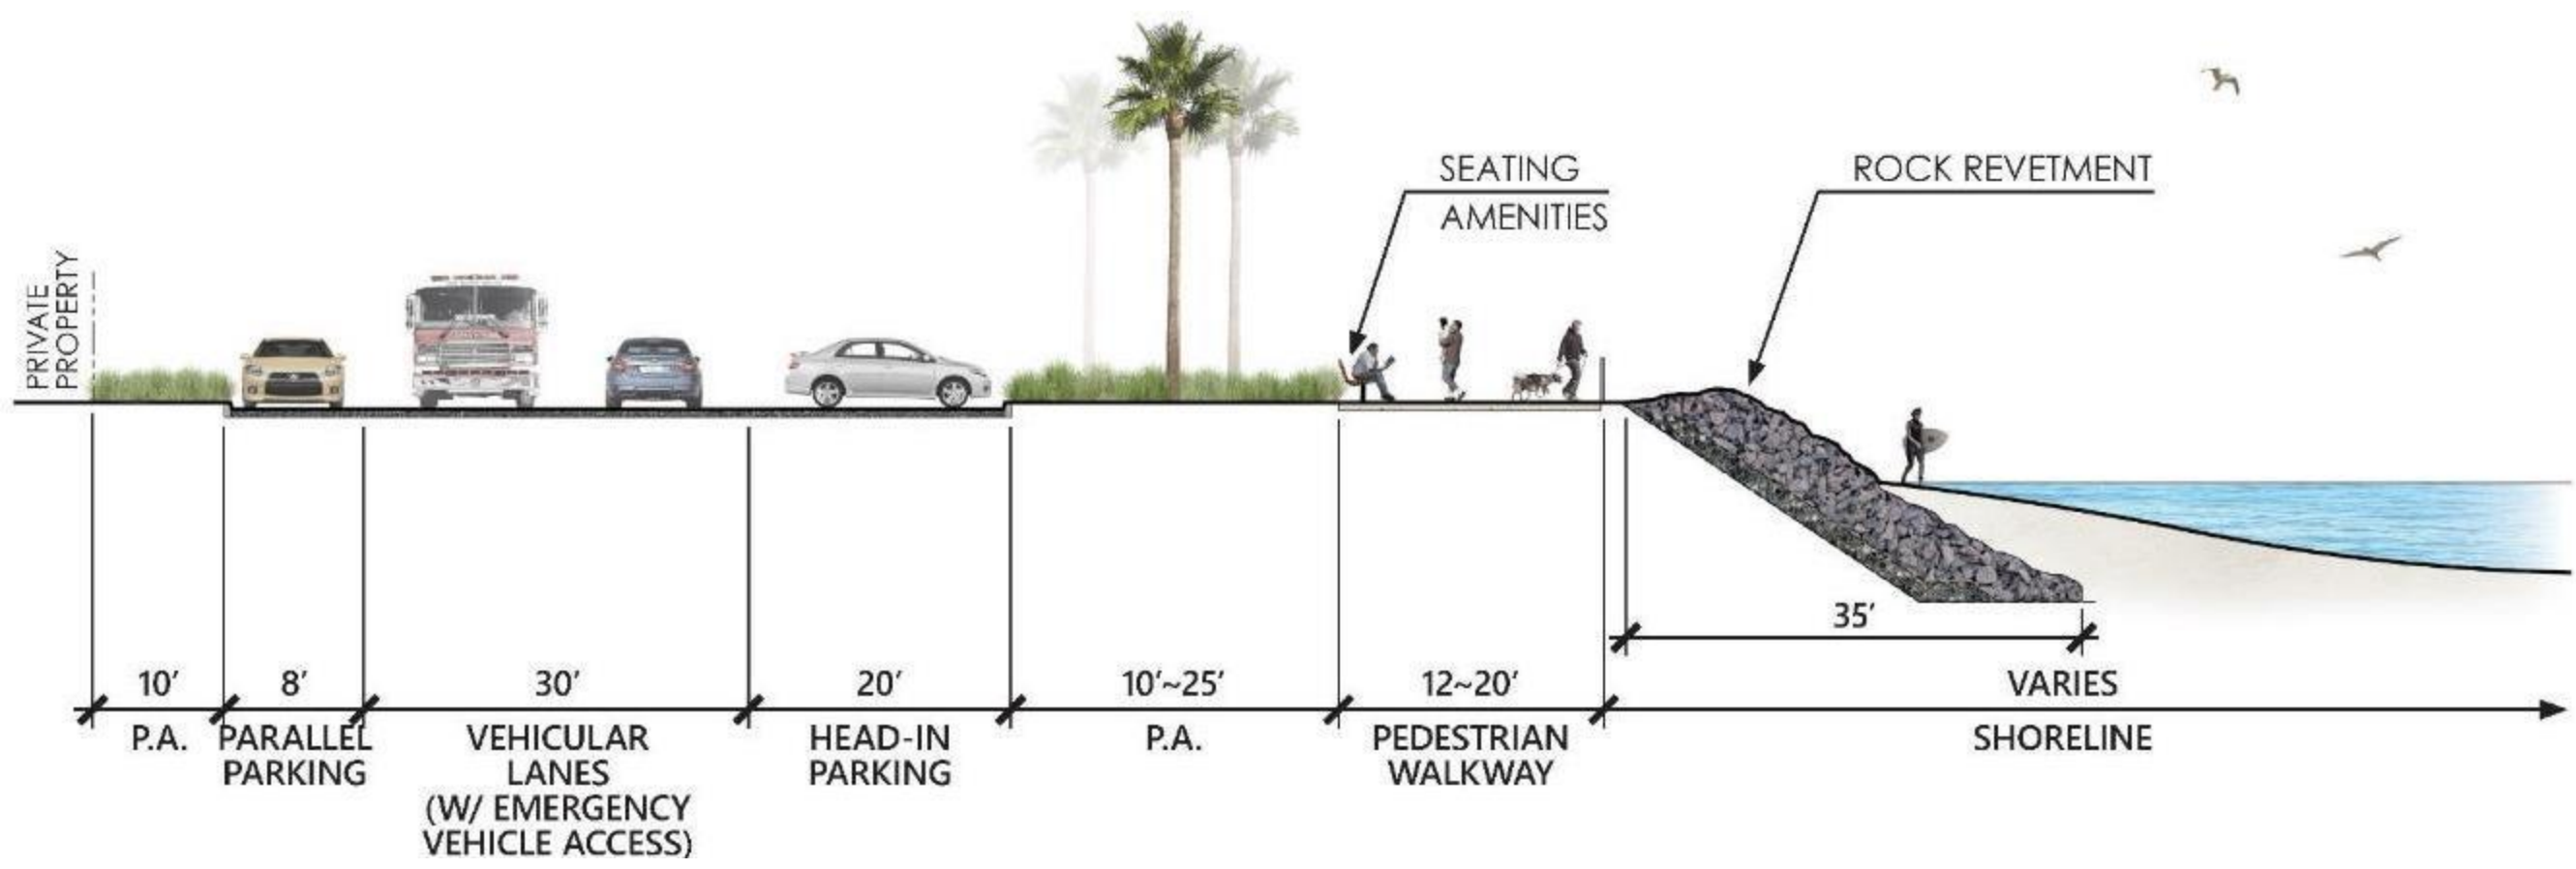 PRIVATE
PROPERTY
SEATING
AMENITIES
ROCK REVETMENT
35'
10'
8'
30'
20'
10'~25'
12~20'
VARIES
P.A.
PARALLEL
PARKING
VEHICULAR
LANES
(W/ EMERGENCY
VEHICLE ACCESS)
HEAD-IN
PARKING
P.A.
PEDESTRIAN
WALKWAY
SHORELINE